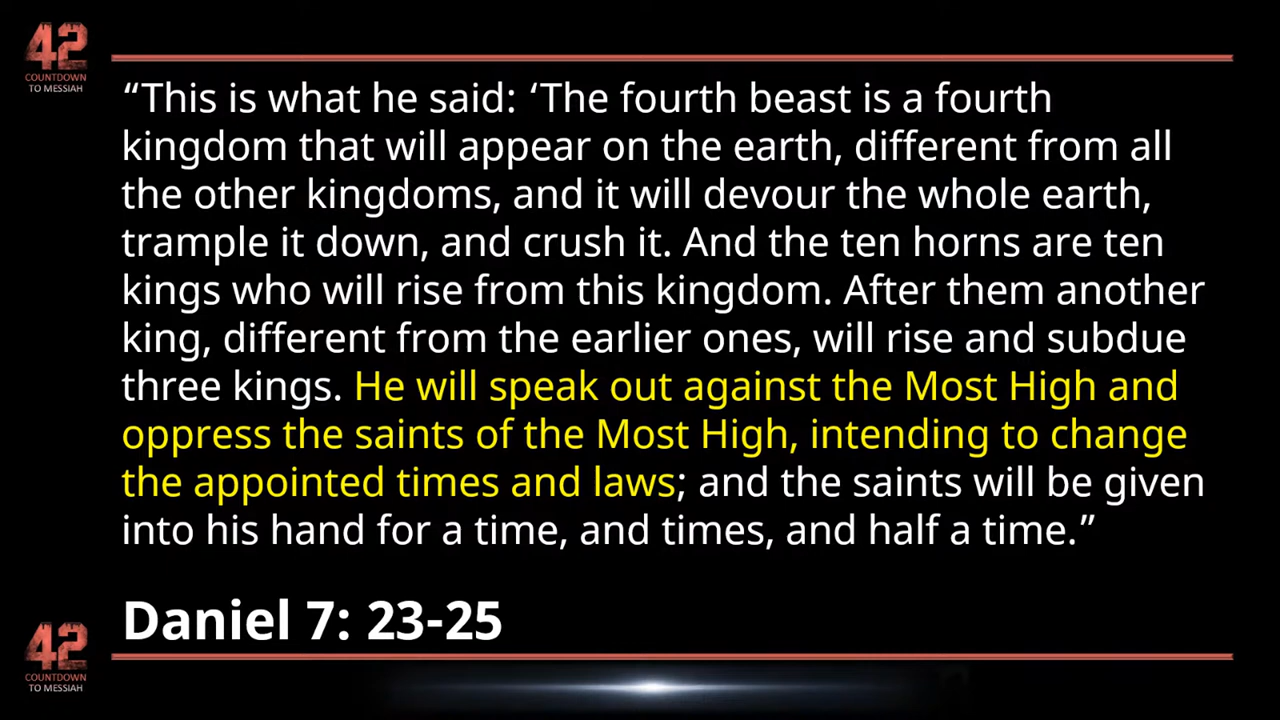 42
COUNTDOWN
TO MESSIAH
“This is what he said: ‘The fourth beast is a fourth
kingdom that will appear on the earth, different from all
the other kingdoms, and it will devour the whole earth,
trample it down, and crush it. And the ten horns are ten
kings who will rise from this kingdom. After them another
king, different from the earlier ones, will rise and subdue
three kings. He will speak out against the Most High and
oppress the saints of the Most High, intending to change
the appointed times and laws; and the saints will be given
into his hand for a time, and times, and half a time.”
Daniel 7: 23-25
42
COUNTDOWN
TO MESSIAH